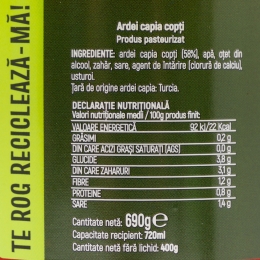 TE ROG RECICLEAZĂ-MĂ!
Ardei capia copți
Produs pasteurizat
INGREDIENTE: ardei capia copți (58%), apă, oțet din
alcool, zahăr, sare, agent de întărire (clorură de calciu),
usturoi.
Țară de origine ardei capia: Turcia.
DECLARAȚIE NUTRIȚIONALĂ
Valori nutriționale medii / 100g produs finit:
VALOARE ENERGETICĂ 92 kJ/22 Kcal
GRĂSIMI 0,2 g
DIN CARE ACIZI GRAȘI SATURAȚI (AGS) 0,0 g
GLUCIDE 3,8 g
DIN CARE ZAHARURI 3,1 g
FIBRE 1,2 g
PROTEINE 0,8 g
SARE 1,4 g
Cantitate netă: 690g e
Capacitate recipient: 720ml
Cantitate netă fără lichid: 400g